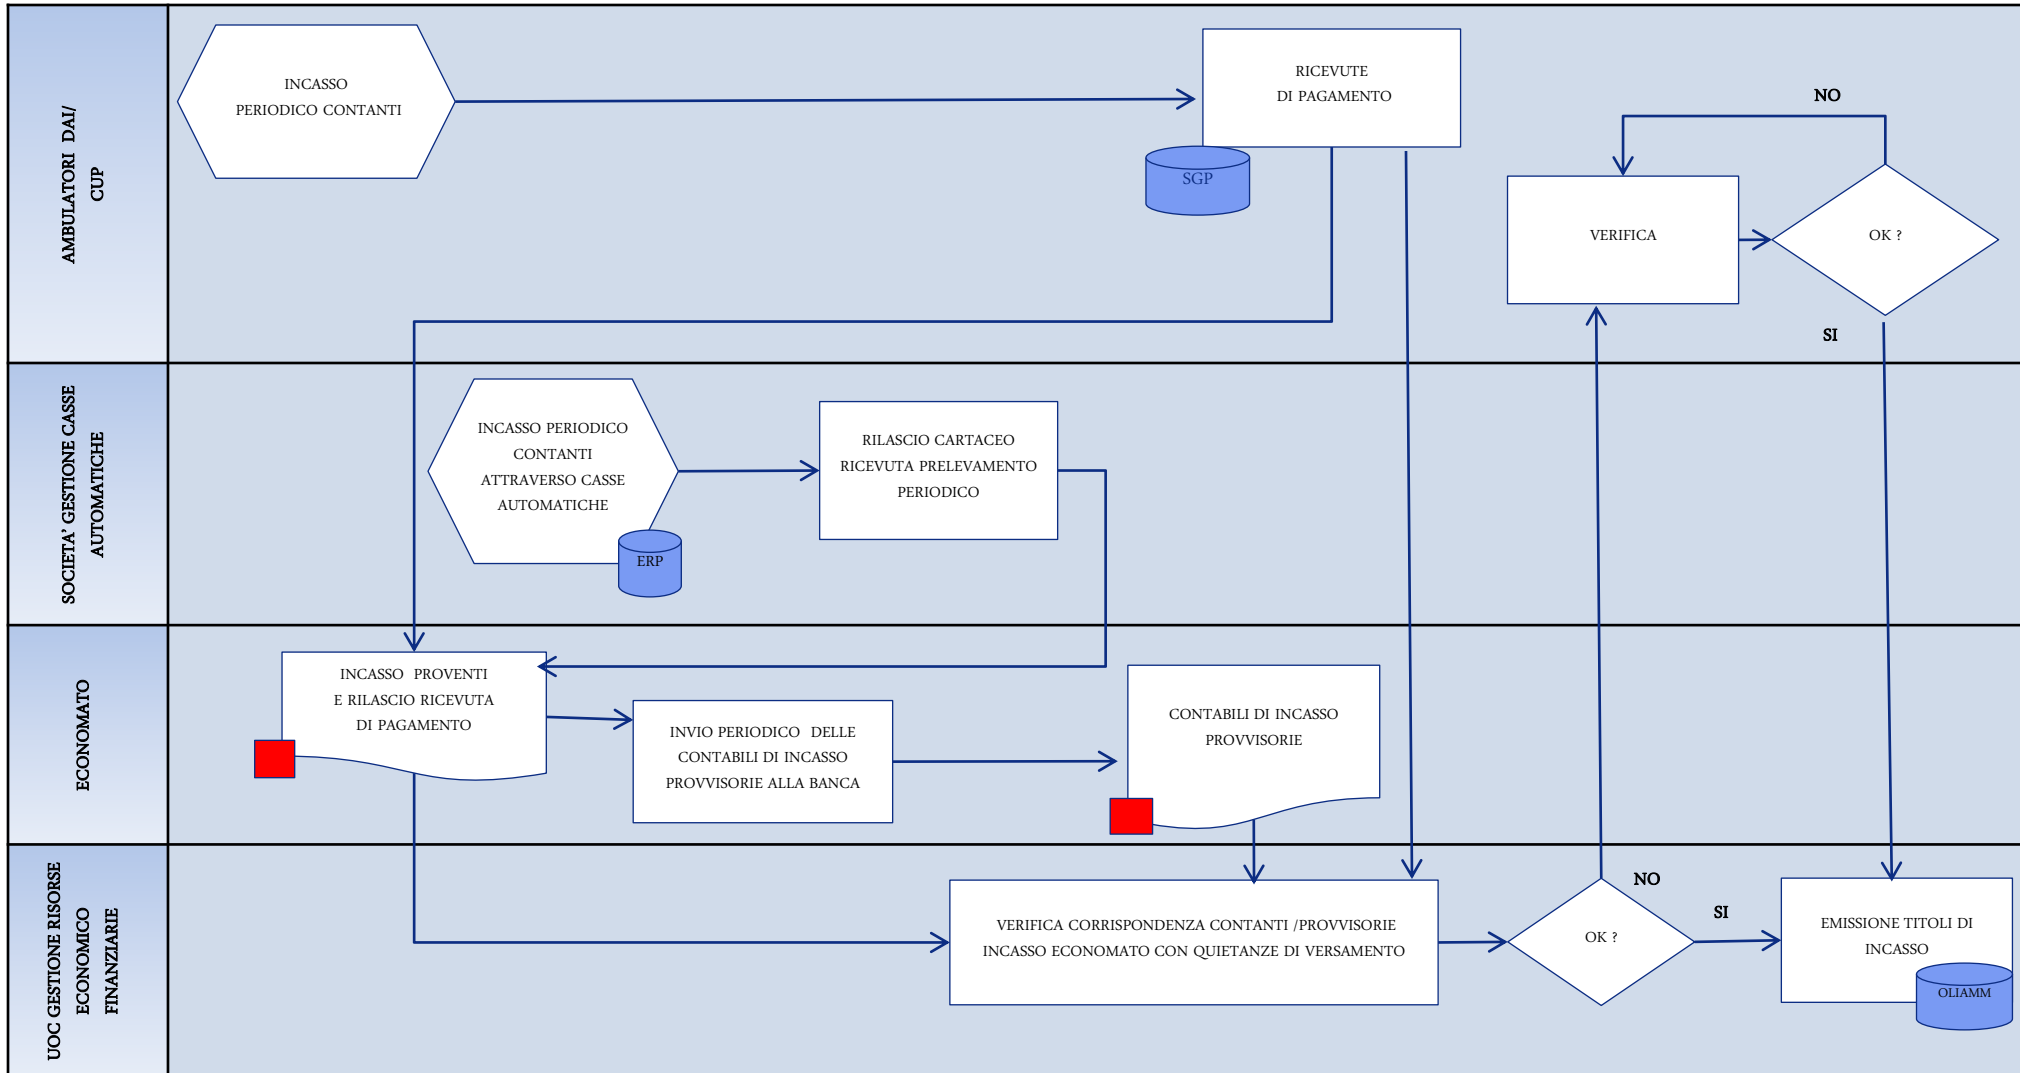 AMBULATORI DAI/
CUP
INCASSO
PERIODICO CONTANTI
RICEVUTE
DI PAGAMENTO
SGP
NO
VERIFICA
OK ?
SI
SOCIETA’ GESTIONE CASSE
AUTOMATICHE
INCASSO PERIODICO
CONTANTI
ATTRAVERSO CASSE
AUTOMATICHE
ERP
RILASCIO CARTACEO
RICEVUTA PRELEVAMENTO
PERIODICO
ECONOMATO
INCASSO PROVENTI
E RILASCIO RICEVUTA
DI PAGAMENTO
INVIO PERIODICO DELLE
CONTABILI DI INCASSO
PROVVISORIE ALLA BANCA
CONTABILI DI INCASSO
PROVVISORIE
UOC GESTIONE RISORSE
ECONOMICO
FINANZIARIE
VERIFICA CORRISPONDENZA CONTANTI /PROVVISORIE
INCASSO ECONOMATO CON QUIETANZE DI VERSAMENTO
OK ?
NO
SI
EMISSIONE TITOLI DI
INCASSO
OLIAMM